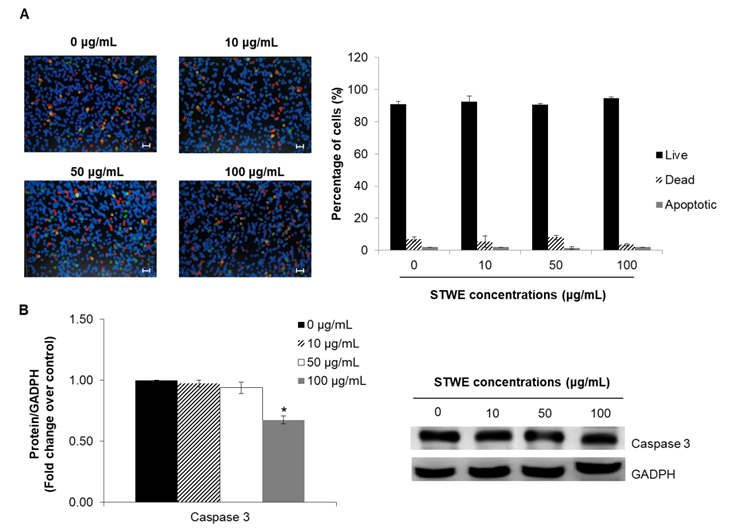 A
0 µg/mL
10 µg/mL
50 µg/mL
100 µg/mL
Percentage of cells (%)
120
100
80
60
40
20
0
0
10
50
100
STWE concentrations (µg/mL)
Live
Dead
Apoptotic
B
Protein/GADPH
(Fold change over control)
1.50
1.00
0.50
0.00
*
Caspase 3
0 µg/mL
10 µg/mL
50 µg/mL
100 µg/mL
STWE concentrations (µg/mL)
0 10 50 100
Caspase 3
GADPH